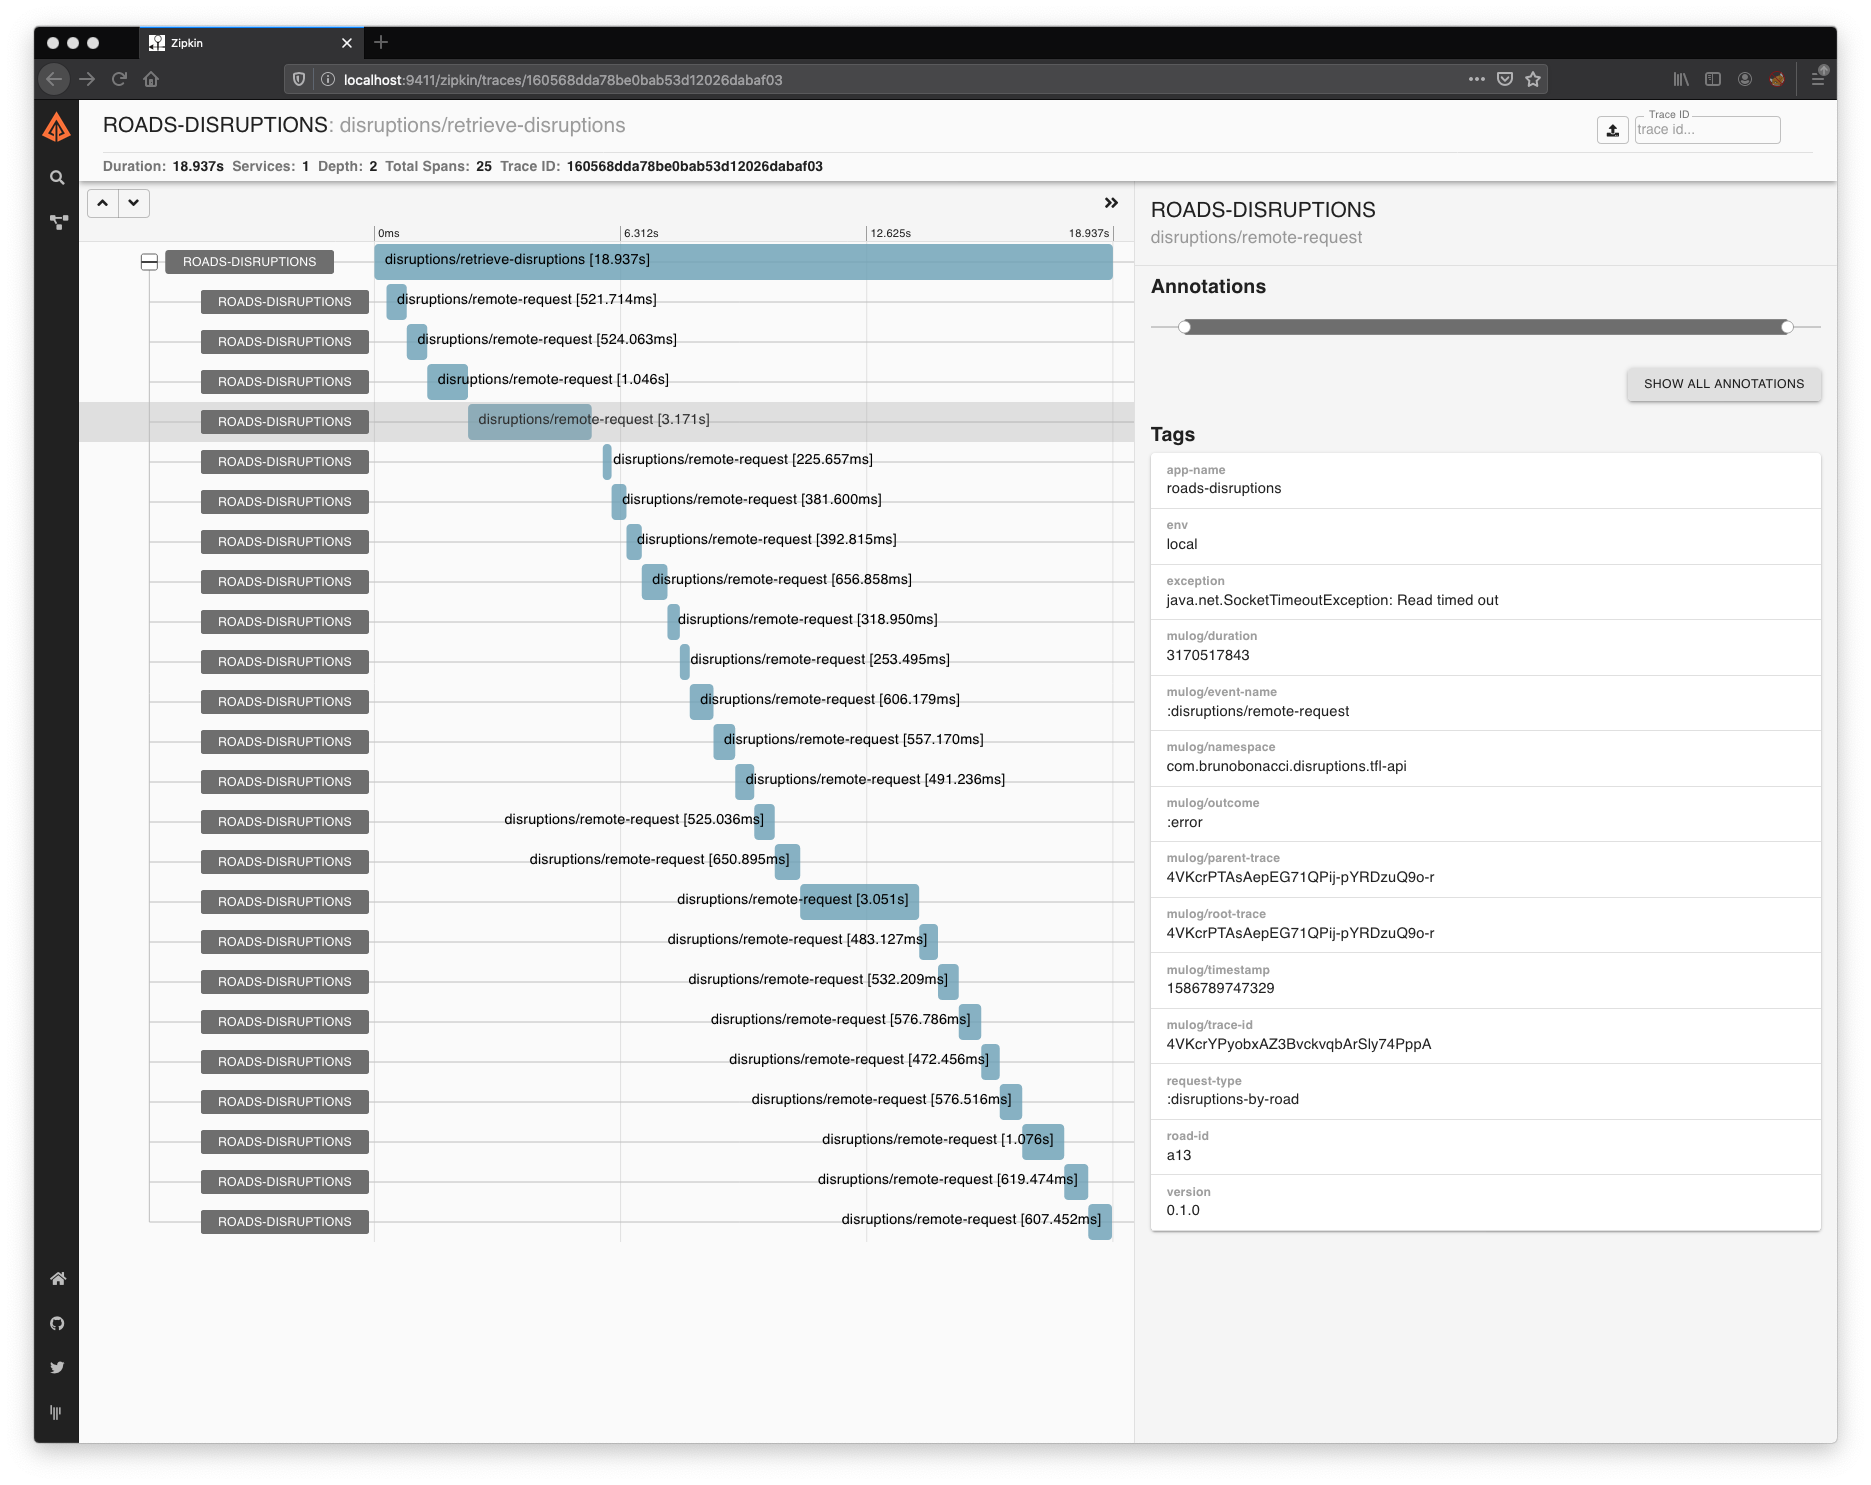 Zipkin
localhost:9411/zipkin/traces/160568dda78be0bab53d12026dabaf03
ROADS-DISRUPTIONS: disruptions/retrieve-disruptions
Trace ID
trace id...
Duration: 18.937s Services: 1 Depth: 2 Total Spans: 25 Trace ID: 160568dda78be0bab53d12026dabaf03
0ms 6.312s 12.625s 18.937s
ROADS-DISRUPTIONS disruptions/retrieve-disruptions [18.937s]
ROADS-DISRUPTIONS disruptions/remote-request [521.714ms]
ROADS-DISRUPTIONS disruptions/remote-request [524.063ms]
ROADS-DISRUPTIONS disruptions/remote-request [1.046s]
ROADS-DISRUPTIONS disruptions/remote-request [3.171s]
ROADS-DISRUPTIONS disruptions/remote-request [225.657ms]
ROADS-DISRUPTIONS disruptions/remote-request [381.600ms]
ROADS-DISRUPTIONS disruptions/remote-request [392.815ms]
ROADS-DISRUPTIONS disruptions/remote-request [656.858ms]
ROADS-DISRUPTIONS disruptions/remote-request [318.950ms]
ROADS-DISRUPTIONS disruptions/remote-request [253.495ms]
ROADS-DISRUPTIONS disruptions/remote-request [606.179ms]
ROADS-DISRUPTIONS disruptions/remote-request [557.170ms]
ROADS-DISRUPTIONS disruptions/remote-request [491.236ms]
ROADS-DISRUPTIONS disruptions/remote-request [525.036ms]
ROADS-DISRUPTIONS disruptions/remote-request [650.895ms]
ROADS-DISRUPTIONS disruptions/remote-request [3.051s]
ROADS-DISRUPTIONS disruptions/remote-request [483.127ms]
ROADS-DISRUPTIONS disruptions/remote-request [532.209ms]
ROADS-DISRUPTIONS disruptions/remote-request [576.786ms]
ROADS-DISRUPTIONS disruptions/remote-request [472.456ms]
ROADS-DISRUPTIONS disruptions/remote-request [576.516ms]
ROADS-DISRUPTIONS disruptions/remote-request [1.076s]
ROADS-DISRUPTIONS disruptions/remote-request [619.474ms]
ROADS-DISRUPTIONS disruptions/remote-request [607.452ms]
ROADS-DISRUPTIONS
disruptions/remote-request
Annotations
SHOW ALL ANNOTATIONS
Tags
app-name
roads-disruptions
env
local
exception
java.net.SocketTimeoutException: Read timed out
mulog/duration
3170517843
mulog/event-name
:disruptions/remote-request
mulog/namespace
com.brunobonacci.disruptions.tfl-api
mulog/outcome
:error
mulog/parent-trace
4VKcrPTAsAepEG71QPij-pYRDzuQ9o-r
mulog/root-trace
4VKcrPTAsAepEG71QPij-pYRDzuQ9o-r
mulog/timestamp
1586789747329
mulog/trace-id
4VKcrYPyobxAZ3BvckvqbArSly74PppA
request-type
:disruptions-by-road
road-id
a13
version
0.1.0